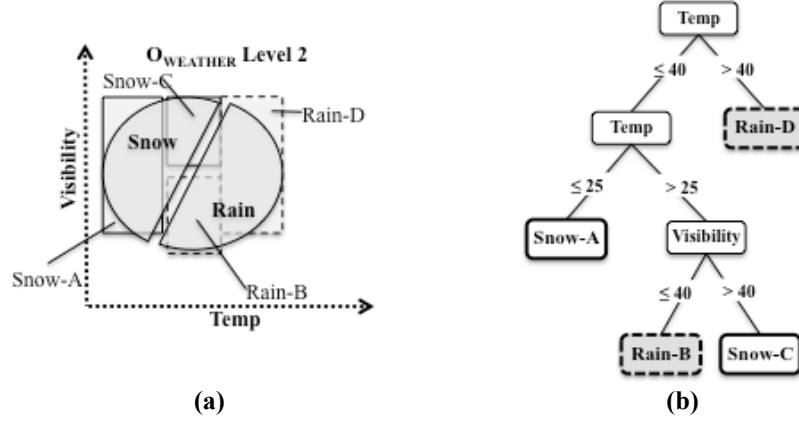 O_WEATHER Level 2
Snow-C
Rain-D
Snow
Visibility
Rain
Snow-A
Rain-B
Temp
(a)
Temp
≤ 40
> 40
Temp
Rain-D
≤ 25
> 25
Snow-A
Visibility
≤ 40
> 40
Rain-B
Snow-C
(b)